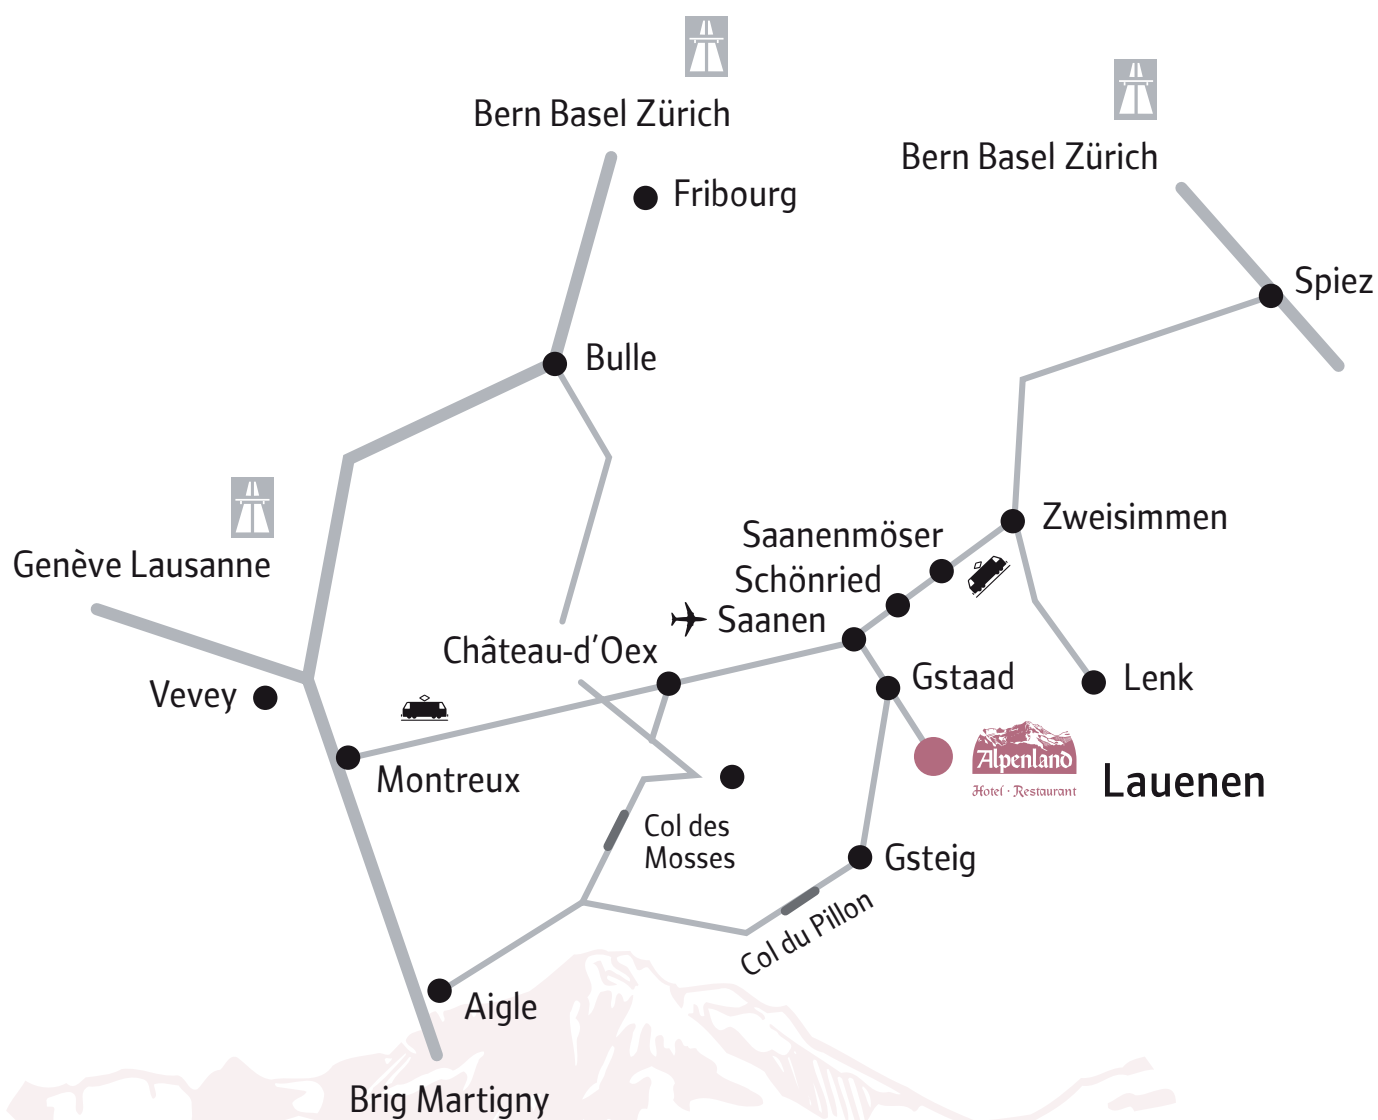 Bern Basel Zürich
Bern Basel Zürich
Fribourg
Spiez
Bulle
Zweisimmen
Saanenmöser
Genève Lausanne
Schönried
Saanen
Château-d’Oex
Gstaad
Lenk
Vevey
Alpenland
Hotel · Restaurant
Lauenen
Montreux
Col des
Mosses
Gsteig
Col du Pillon
Aigle
Brig Martigny